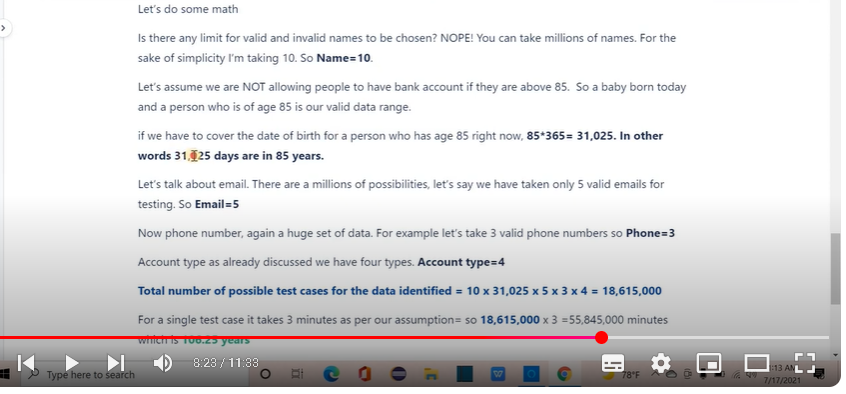 Let's do some math
Is there any limit for valid and invalid names to be chosen? NOPE! You can take millions of names. For the
sake of simplicity I'm taking 10. So Name=10.
Let's assume we are NOT allowing people to have bank account if they are above 85. So a baby born today
and a person who is of age 85 is our valid data range.
if we have to cover the date of birth for a person who has age 85 right now, 85*365= 31,025. In other
words 31,025 days are in 85 years.
Let's talk about email. There are a millions of possibilities, let's say we have taken only 5 valid emails for
testing. So Email=5
Now phone number, again a huge set of data. For example let's take 3 valid phone numbers so Phone=3
Account type as already discussed we have four types. Account type=4
Total number of possible test cases for the data identified = 10 x 31,025 x 5 x 3 x 4 = 18,615,000
For a single test case it takes 3 minutes as per our assumption= so 18,615,000 x 3 =55,845,000 minutes
which is 106.25 years
8:23 / 11:33
Type here to search
78°F
7/17/2021